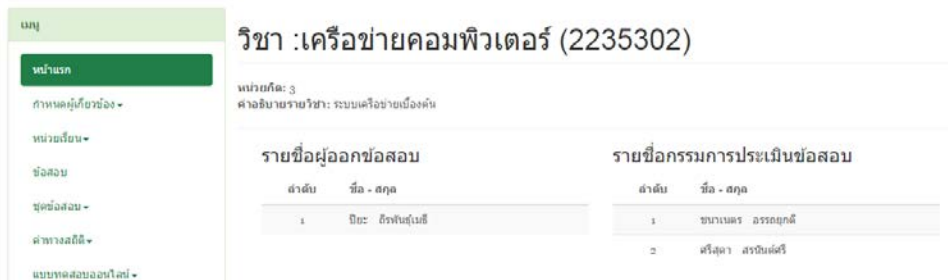 เมนู
หน้าแรก
กำหนดผู้เกี่ยวข้อง
หน่วยเรียน
ข้อสอบ
ชุดข้อสอบ
ค่าทางสถิติ
แบบทดสอบออนไลน์
วิชา :เครือข่ายคอมพิวเตอร์ (2235302)
หน่วยกิต: 3
คำอธิบายรายวิชา: ระบบเครือข่ายเบื้องต้น
รายชื่อผู้ออกข้อสอบ
ลำดับ ชื่อ - สกุล
1 ปิยะ ถิรพันธุ์เมธี
รายชื่อกรรมการประเมินข้อสอบ
ลำดับ ชื่อ - สกุล
1 ชนาเนตร อรรถยุกติ
2 ศรีสุดา